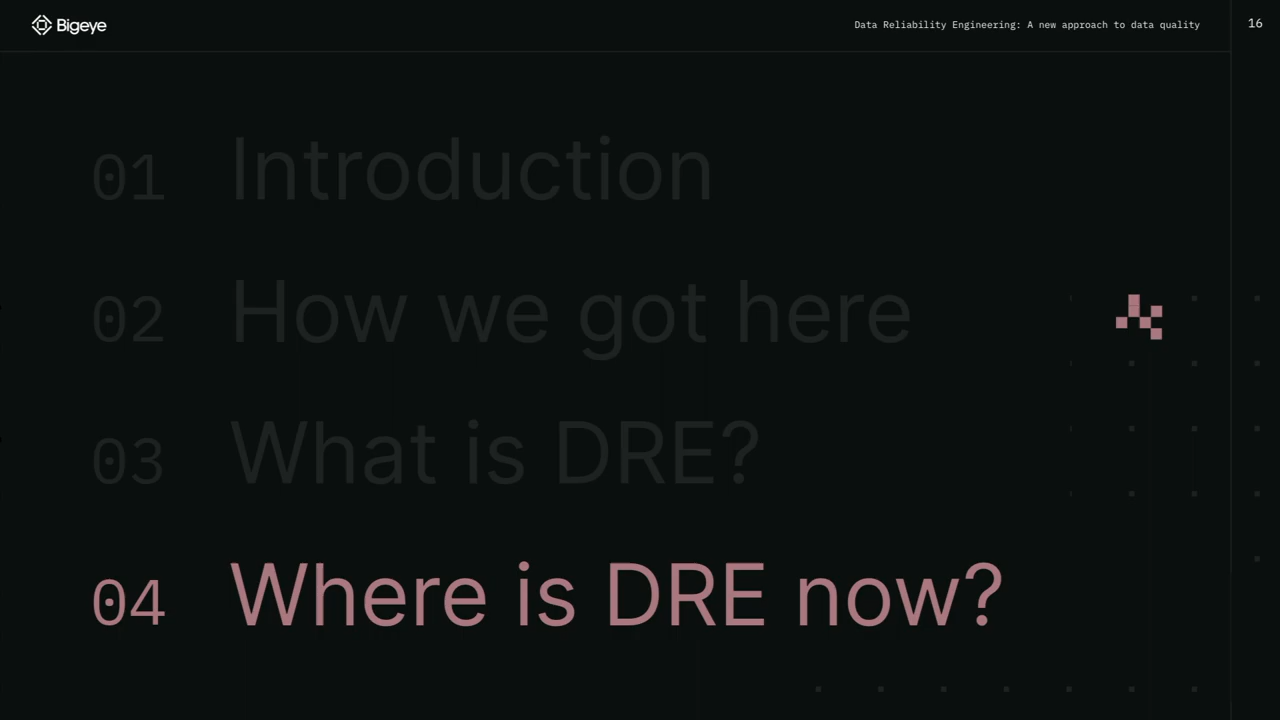 Bigeye
Data Reliability Engineering: A new approach to data quality
16
01 Introduction
02 How we got here
03 What is DRE?
04 Where is DRE now?